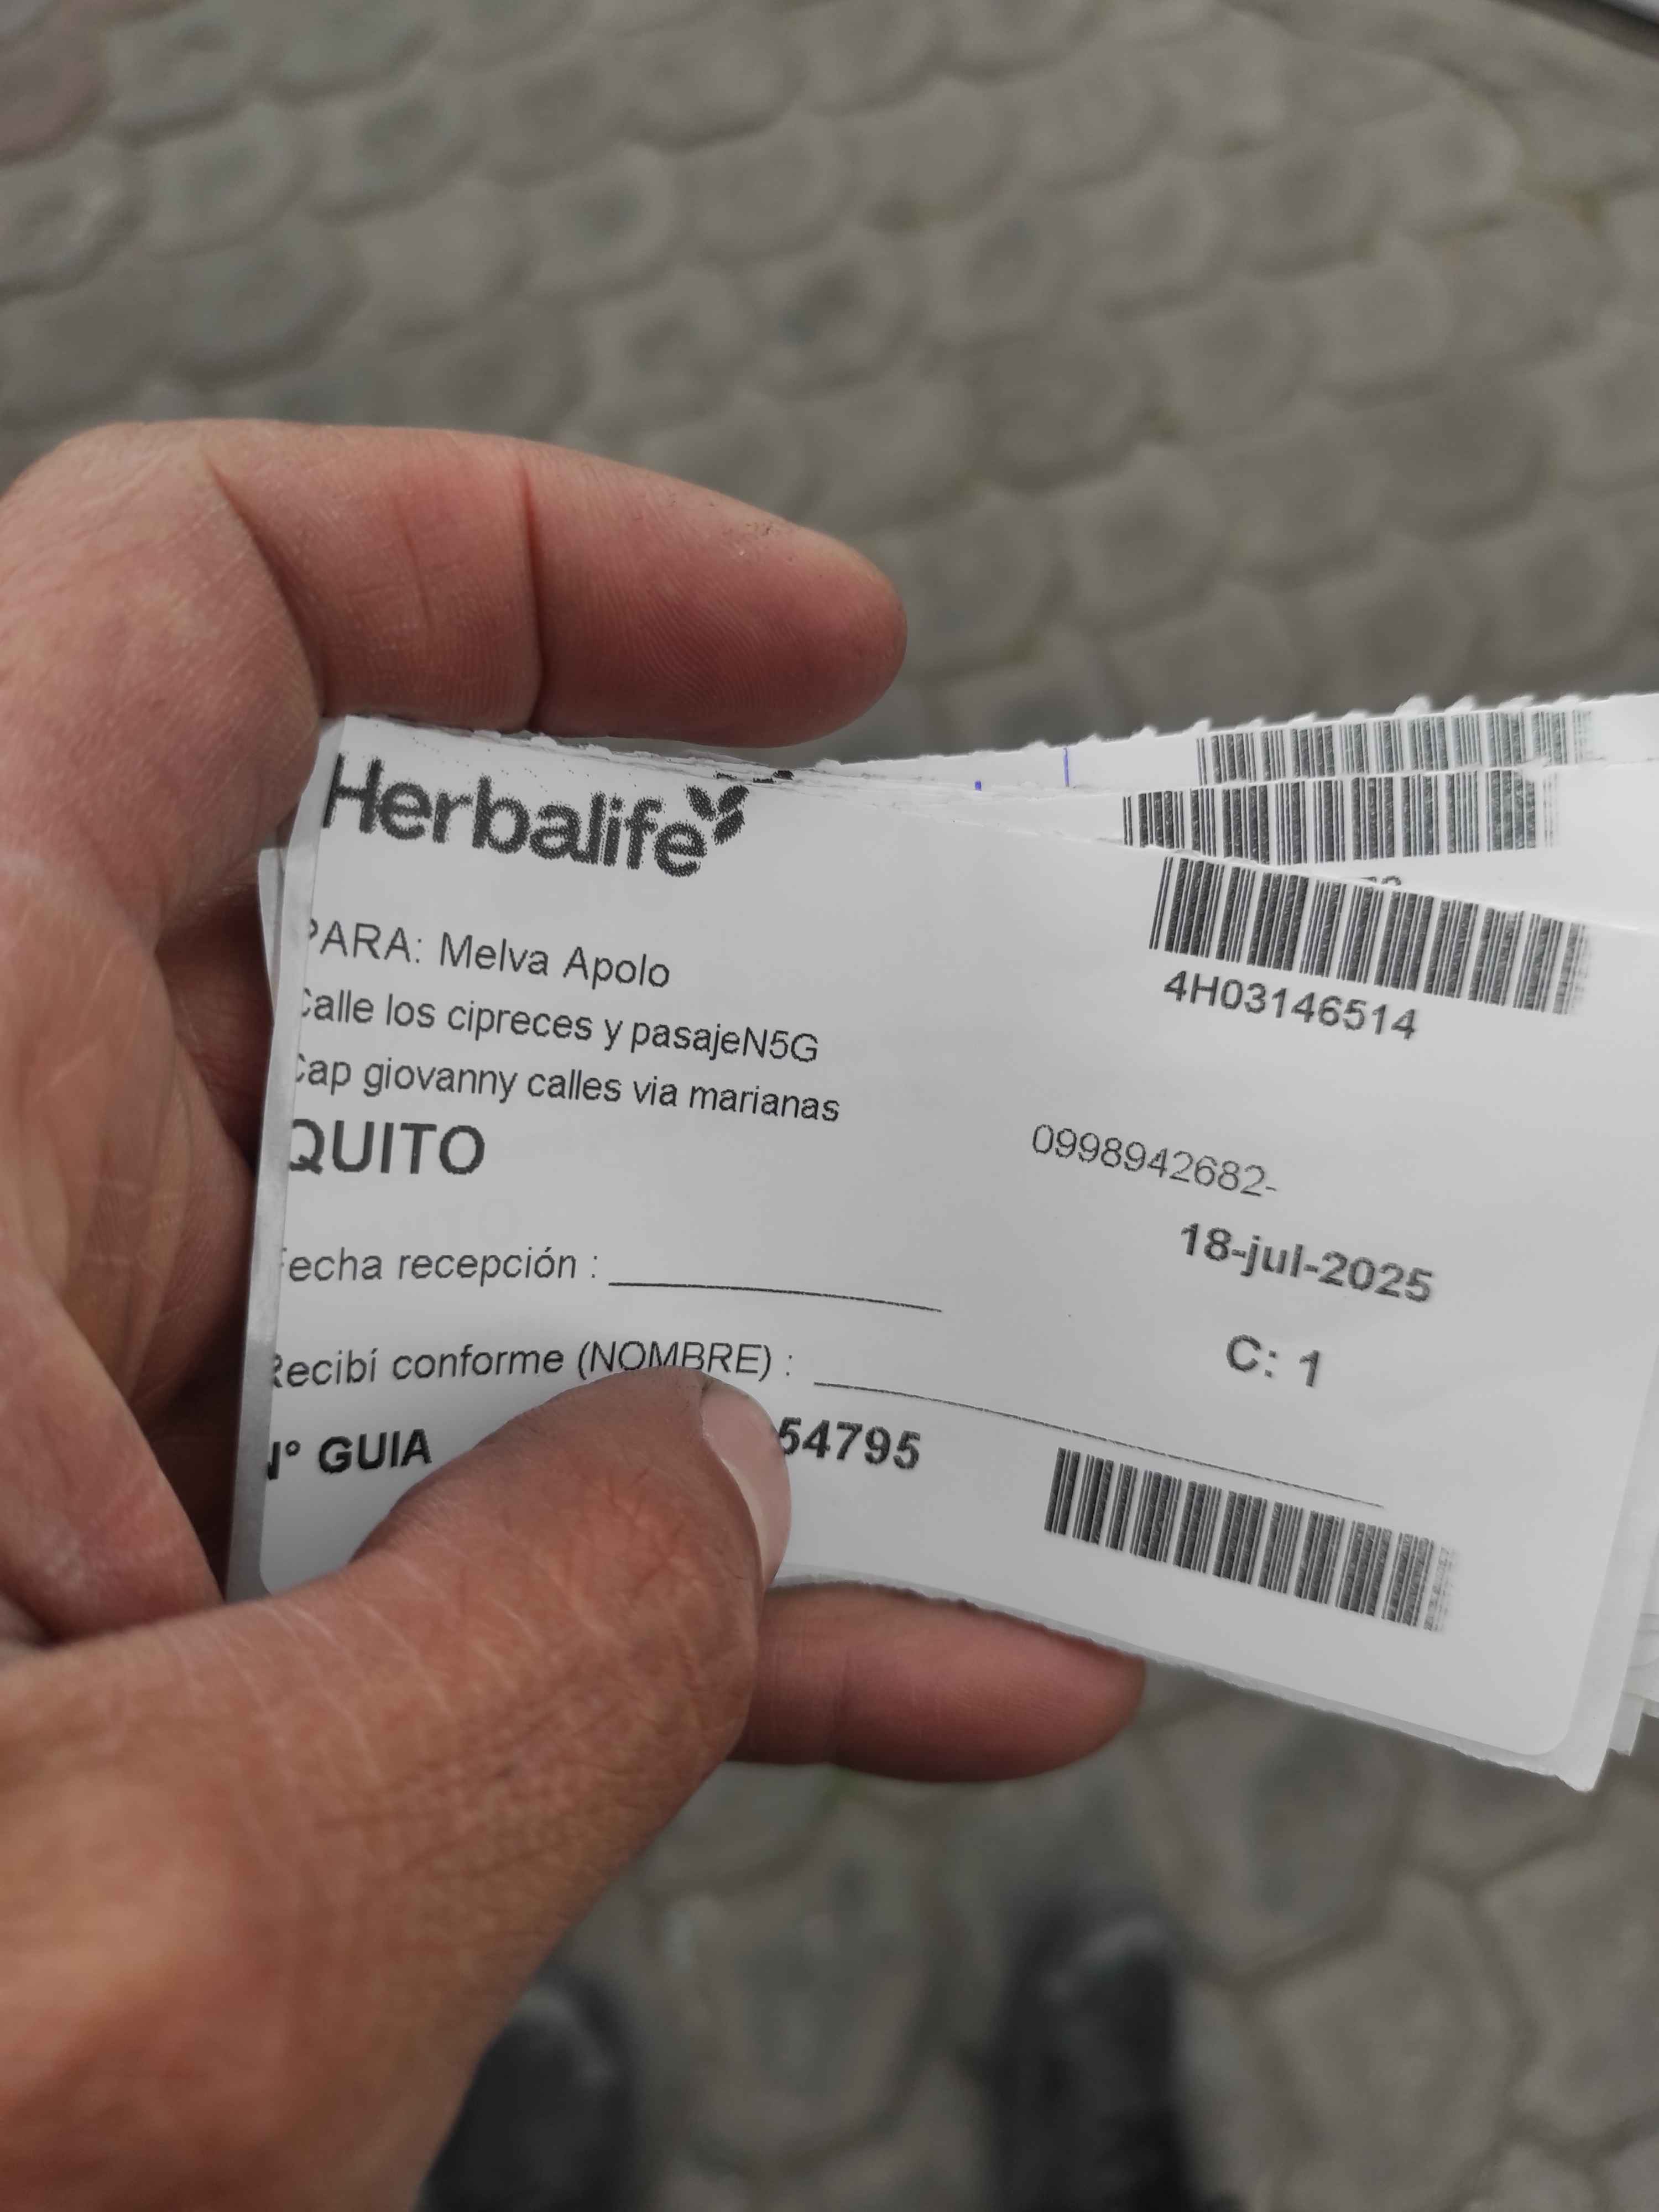 Herbalife
PARA: Melva Apolo
4H03146514
Calle los cipreces y pasajeN5G
Cap giovanny calles via marianas
QUITO
0998942682-
18-jul-2025
Fecha recepción :
C: 1
Recibí conforme (NOMBRE) :
N° GUIA 54795